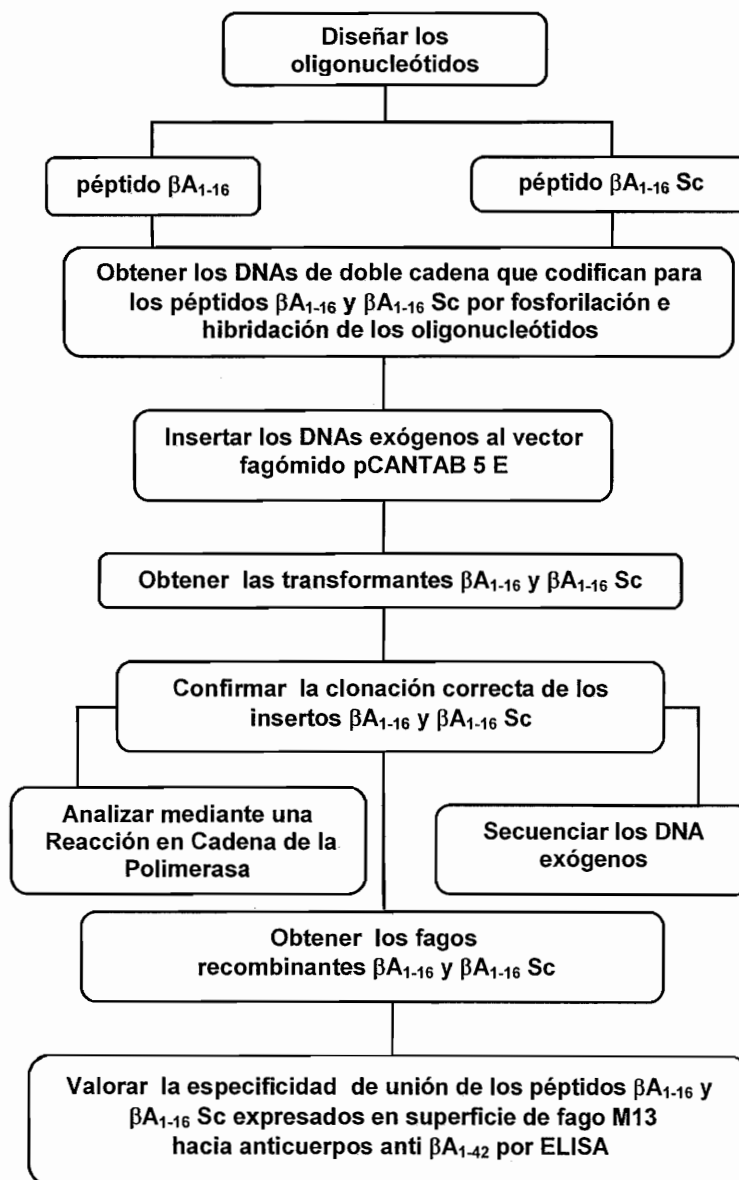 Diseñar los
oligonucleótidos
péptido βA₁₋₁₆
péptido βA₁₋₁₆ Sc
Obtener los DNAs de doble cadena que codifican para
los péptidos βA₁₋₁₆ y βA₁₋₁₆ Sc por fosforilación e
hibridación de los oligonucleótidos
Insertar los DNAs exógenos al vector
fagómido pCANTAB 5 E
Obtener las transformantes βA₁₋₁₆ y βA₁₋₁₆ Sc
Confirmar la clonación correcta de los
insertos βA₁₋₁₆ y βA₁₋₁₆ Sc
Analizar mediante una
Reacción en Cadena de la
Polimerasa
Secuenciar los DNA
exógenos
Obtener los fagos
recombinantes βA₁₋₁₆ y βA₁₋₁₆ Sc
Valorar la especificidad de unión de los péptidos βA₁₋₁₆ y
βA₁₋₁₆ Sc expresados en superficie de fago M13
hacia anticuerpos anti βA₁₋₄₂ por ELISA